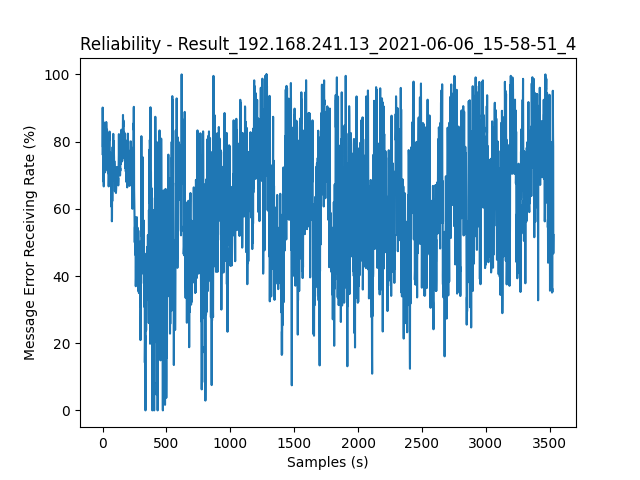 Reliability - Result_192.168.241.13_2021-06-06_15-58-51_4
Message Error Receiving Rate (%)
100
80
60
40
20
0
0 500 1000 1500 2000 2500 3000 3500
Samples (s)